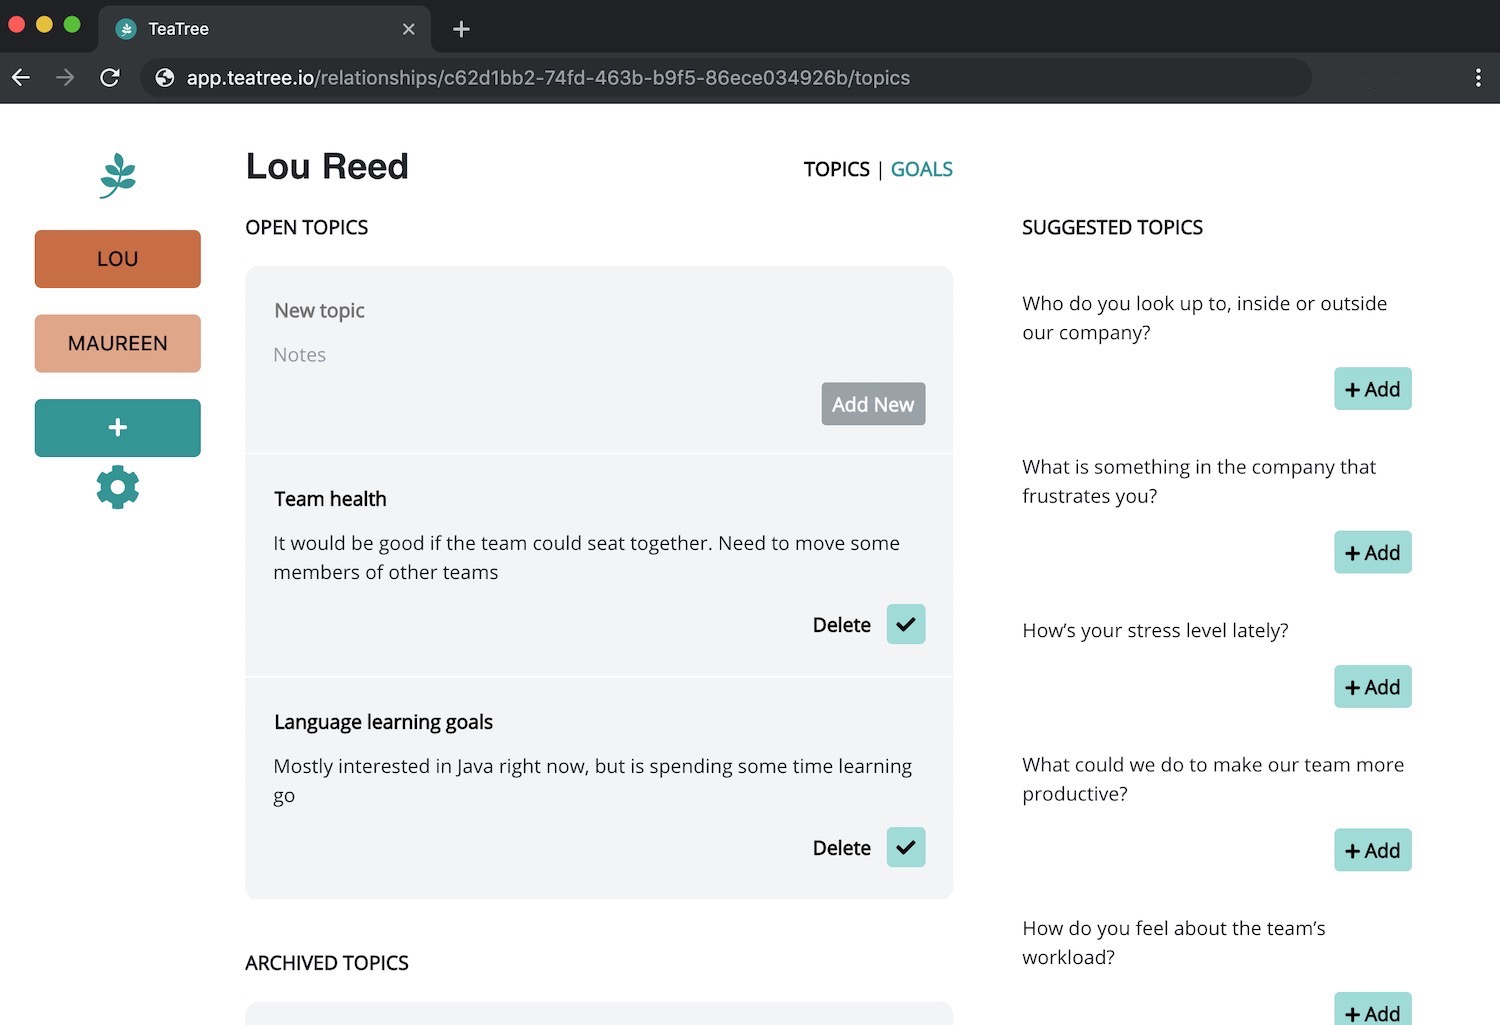 TeaTree
app.teatree.io/relationships/c62d1bb2-74fd-463b-b9f5-86ece034926b/topics
LOU
MAUREEN
Lou Reed
TOPICS | GOALS
OPEN TOPICS
New topic
Notes
Add New
Team health
It would be good if the team could seat together. Need to move some
members of other teams
Delete
Language learning goals
Mostly interested in Java right now, but is spending some time learning
go
Delete
ARCHIVED TOPICS
SUGGESTED TOPICS
Who do you look up to, inside or outside
our company?
+ Add
What is something in the company that
frustrates you?
+ Add
How’s your stress level lately?
+ Add
What could we do to make our team more
productive?
+ Add
How do you feel about the team’s
workload?
+ Add